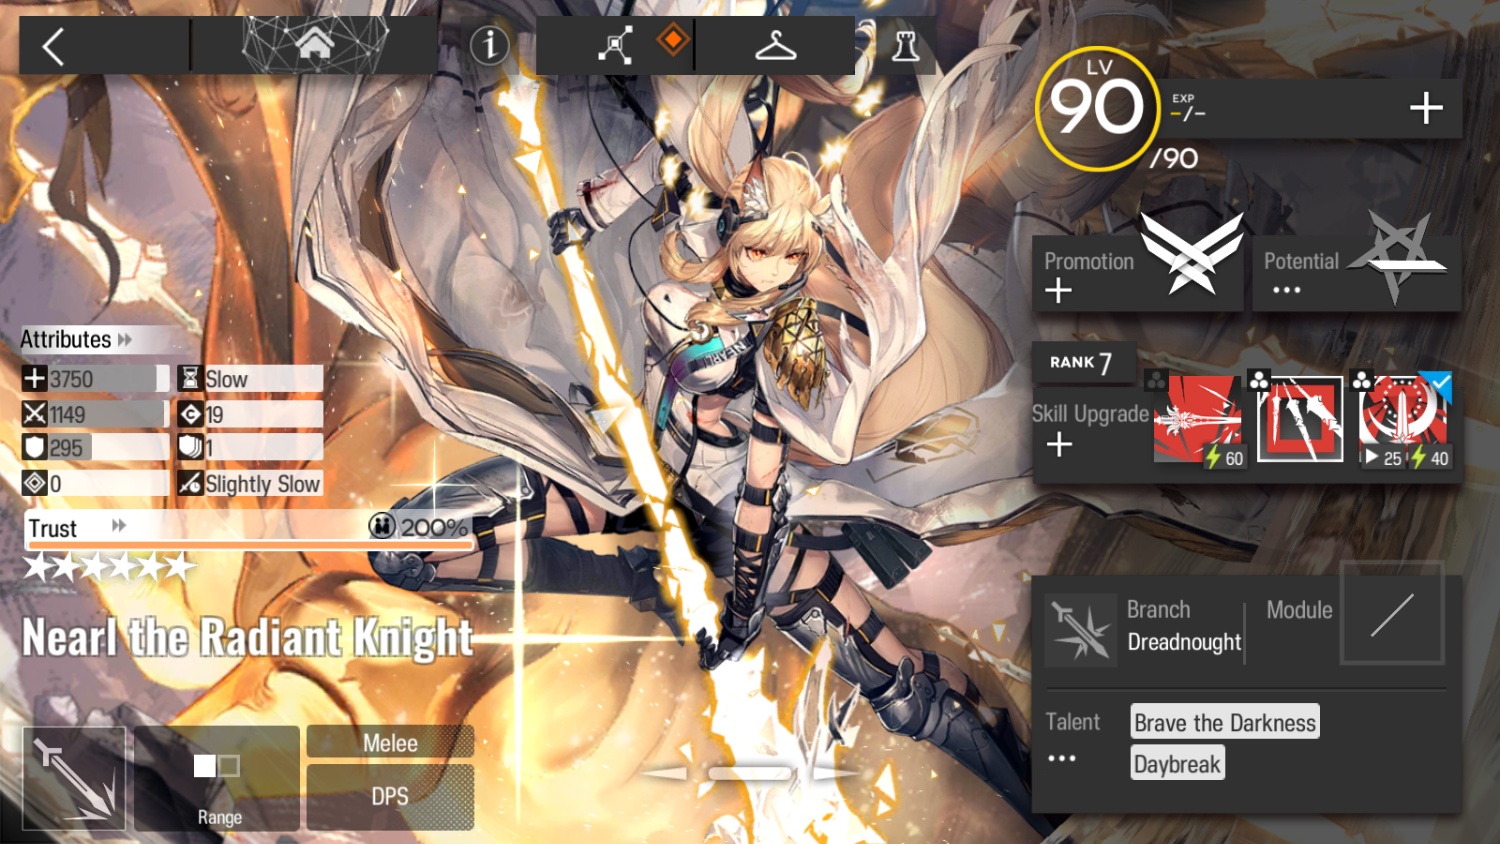 LV
90
/90
EXP
-/-
Promotion
Potential
RANK 7
Skill Upgrade
60
25
40
Attributes
3750
Slow
1149
19
295
1
0
Slightly Slow
Trust
200%
Nearl the Radiant Knight
NEARL
Branch
Dreadnought
Module
Talent
Brave the Darkness
Daybreak
Range
Melee
DPS